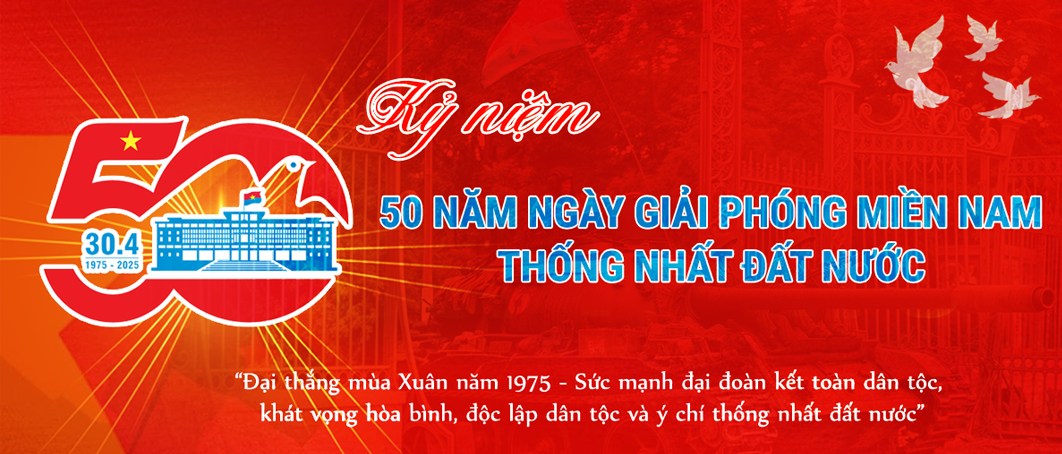 Kỷ niệm
50 NĂM NGÀY GIẢI PHÓNG MIỀN NAM
THỐNG NHẤT ĐẤT NƯỚC
50
30.4
1975 - 2025
“Đại thắng mùa Xuân năm 1975 - Sức mạnh đại đoàn kết toàn dân tộc,
khát vọng hòa bình, độc lập dân tộc và ý chí thống nhất đất nước”